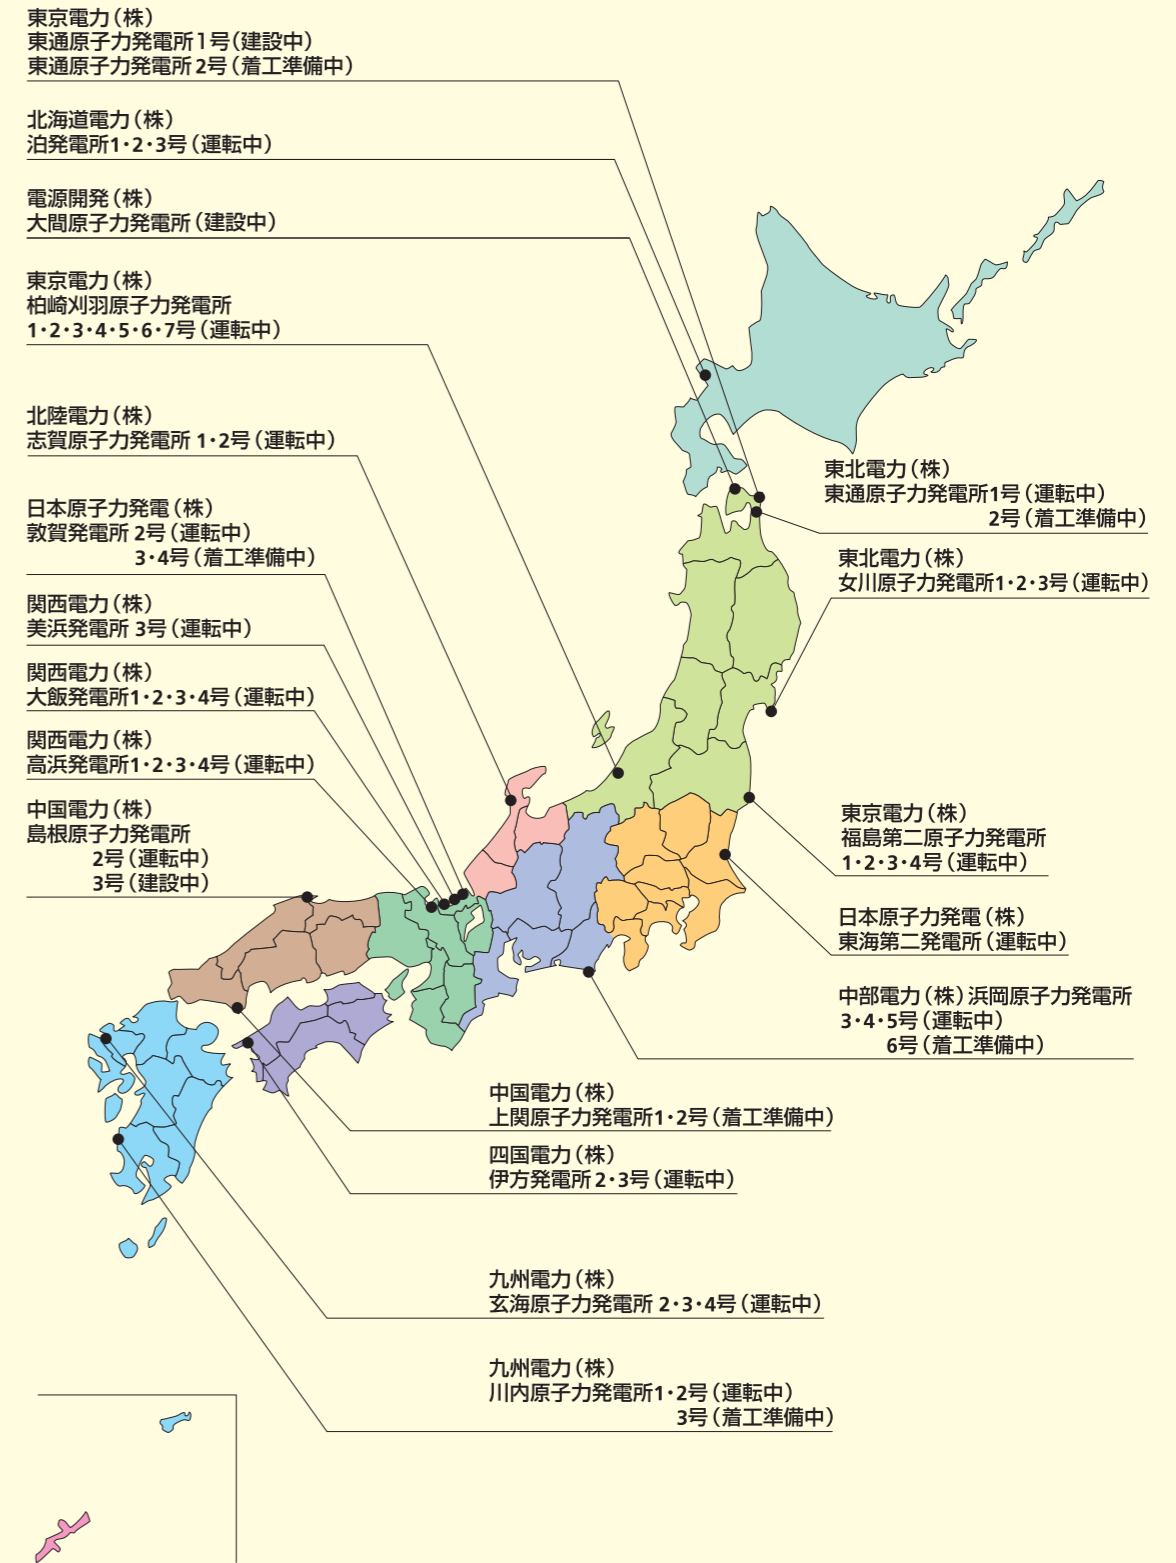 東京電力(株)
東通原子力発電所1号(建設中)
東通原子力発電所2号(着工準備中)
北海道電力(株)
泊発電所1・2・3号(運転中)
電源開発(株)
大間原子力発電所(建設中)
東京電力(株)
柏崎刈羽原子力発電所
1・2・3・4・5・6・7号(運転中)
北陸電力(株)
志賀原子力発電所 1・2号(運転中)
日本原子力発電(株)
敦賀発電所 2号(運転中)
3・4号(着工準備中)
関西電力(株)
美浜発電所 3号(運転中)
関西電力(株)
大飯発電所1・2・3・4号(運転中)
関西電力(株)
高浜発電所1・2・3・4号(運転中)
中国電力(株)
島根原子力発電所
2号(運転中)
3号(建設中)
東北電力(株)
東通原子力発電所1号(運転中)
2号(着工準備中)
東北電力(株)
女川原子力発電所1・2・3号(運転中)
東京電力(株)
福島第二原子力発電所
1・2・3・4号(運転中)
日本原子力発電(株)
東海第二発電所(運転中)
中部電力(株)浜岡原子力発電所
3・4・5号(運転中)
6号(着工準備中)
中国電力(株)
上関原子力発電所1・2号(着工準備中)
四国電力(株)
伊方発電所 2・3号(運転中)
九州電力(株)
玄海原子力発電所 2・3・4号(運転中)
九州電力(株)
川内原子力発電所1・2号(運転中)
3号(着工準備中)